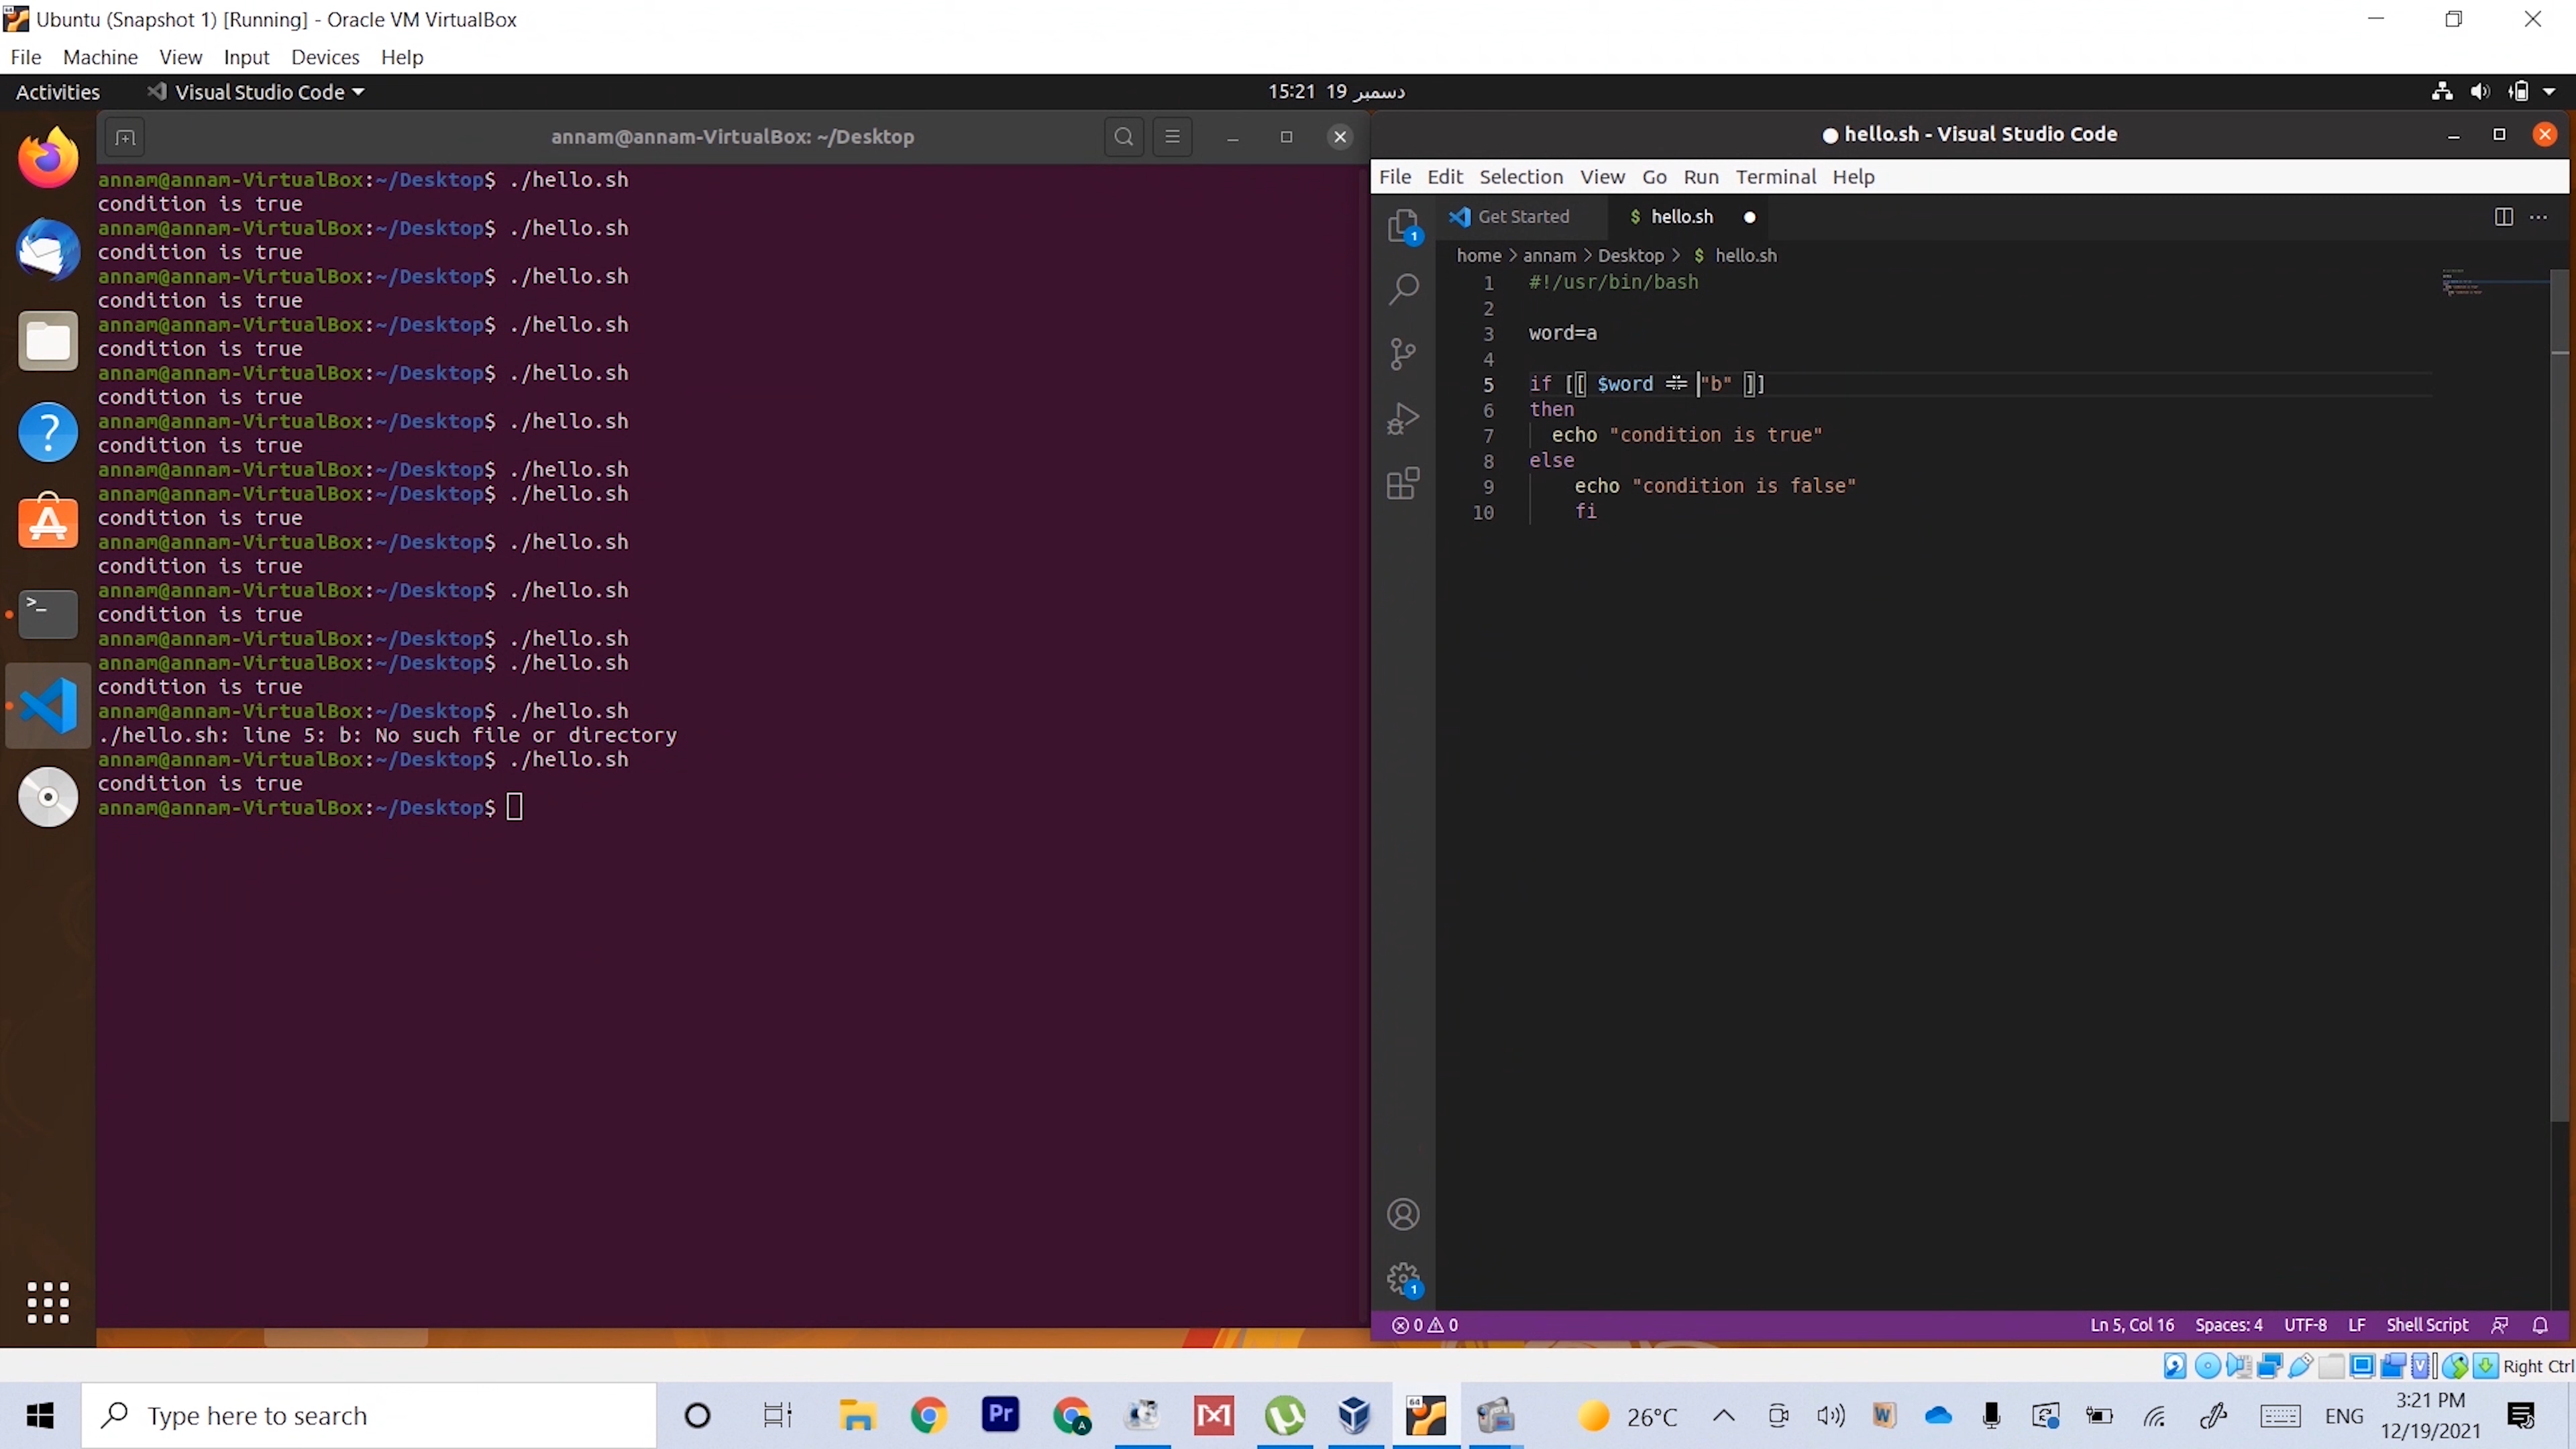 Ubuntu (Snapshot 1) [Running] - Oracle VM VirtualBox
File Machine View Input Devices Help
Activities Visual Studio Code 15:21 19 دسمبر
annam@annam-VirtualBox: ~/Desktop
annam@annam-VirtualBox:~/Desktop$ ./hello.sh
condition is true
annam@annam-VirtualBox:~/Desktop$ ./hello.sh
condition is true
annam@annam-VirtualBox:~/Desktop$ ./hello.sh
condition is true
annam@annam-VirtualBox:~/Desktop$ ./hello.sh
condition is true
annam@annam-VirtualBox:~/Desktop$ ./hello.sh
condition is true
annam@annam-VirtualBox:~/Desktop$ ./hello.sh
condition is true
annam@annam-VirtualBox:~/Desktop$ ./hello.sh
annam@annam-VirtualBox:~/Desktop$ ./hello.sh
condition is true
annam@annam-VirtualBox:~/Desktop$ ./hello.sh
condition is true
annam@annam-VirtualBox:~/Desktop$ ./hello.sh
condition is true
annam@annam-VirtualBox:~/Desktop$ ./hello.sh
annam@annam-VirtualBox:~/Desktop$ ./hello.sh
condition is true
annam@annam-VirtualBox:~/Desktop$ ./hello.sh
./hello.sh: line 5: b: No such file or directory
annam@annam-VirtualBox:~/Desktop$ ./hello.sh
condition is true
annam@annam-VirtualBox:~/Desktop$
hello.sh - Visual Studio Code
File Edit Selection View Go Run Terminal Help
Get Started $ hello.sh
home > annam > Desktop > $ hello.sh
1 #!/usr/bin/bash
2
3 word=a
4
5 if [[ $word == "b" ]]
6 then
7 echo "condition is true"
8 else
9 echo "condition is false"
10 fi
1
1
0 0 Ln 5, Col 16 Spaces: 4 UTF-8 LF Shell Script
Right Ctrl
Type here to search
Pr
A
64
26°C
W
ENG
3:21 PM
12/19/2021